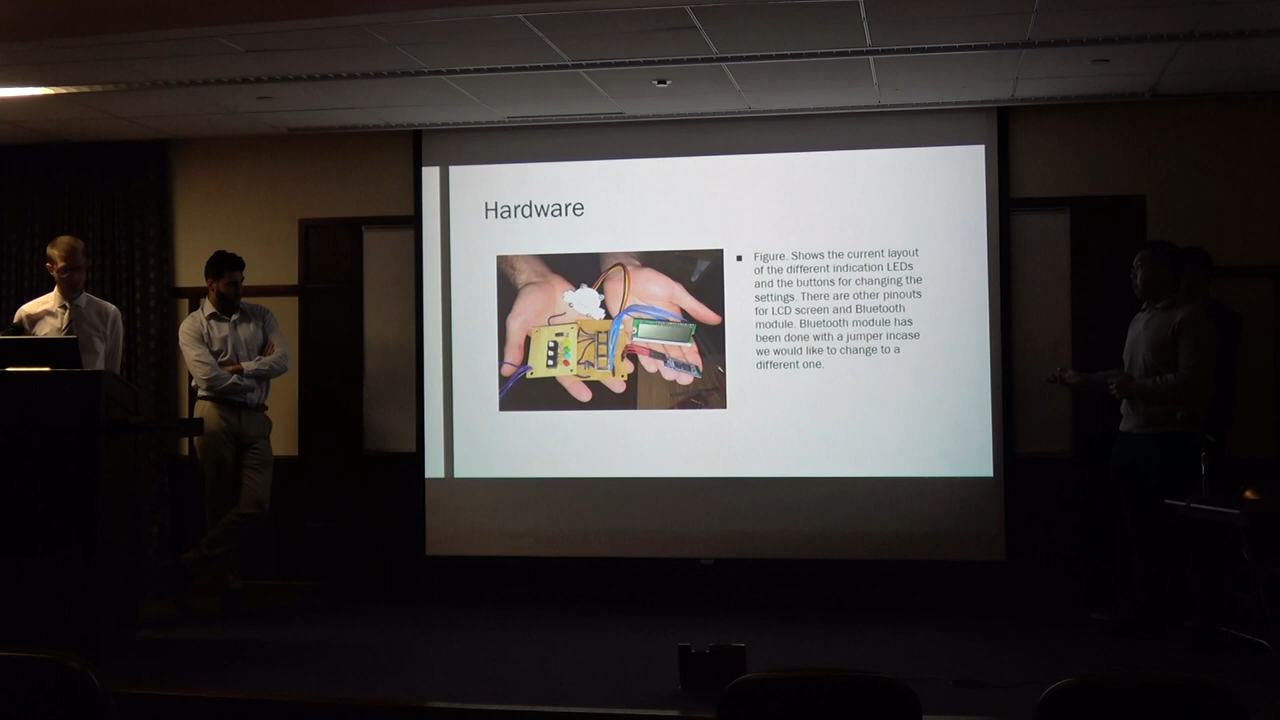 Hardware
Figure. Shows the current layout
of the different indication LEDs
and the buttons for changing the
settings. There are other pinouts
for LCD screen and Bluetooth
module. Bluetooth module has
been done with a jumper incase
we would like to change to a
different one.